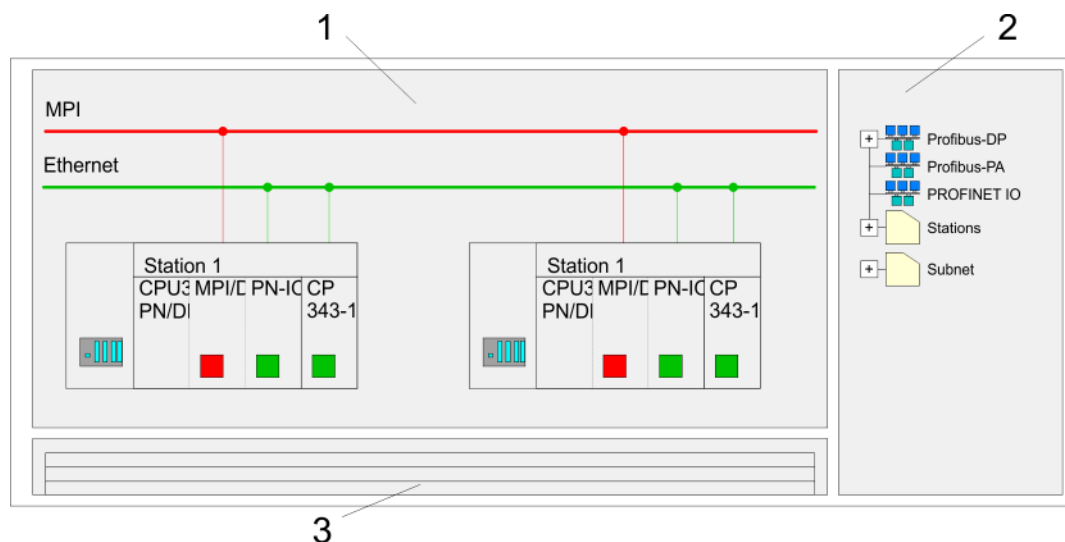 1
2
MPI
Ethernet
Profibus-DP
Profibus-PA
PROFINET IO
Stations
Subnet
Station 1
CPU3 MPI/D PN-IO CP
PN/DI 343-1
Station 1
CPU3 MPI/D PN-IO CP
PN/DI 343-1
3